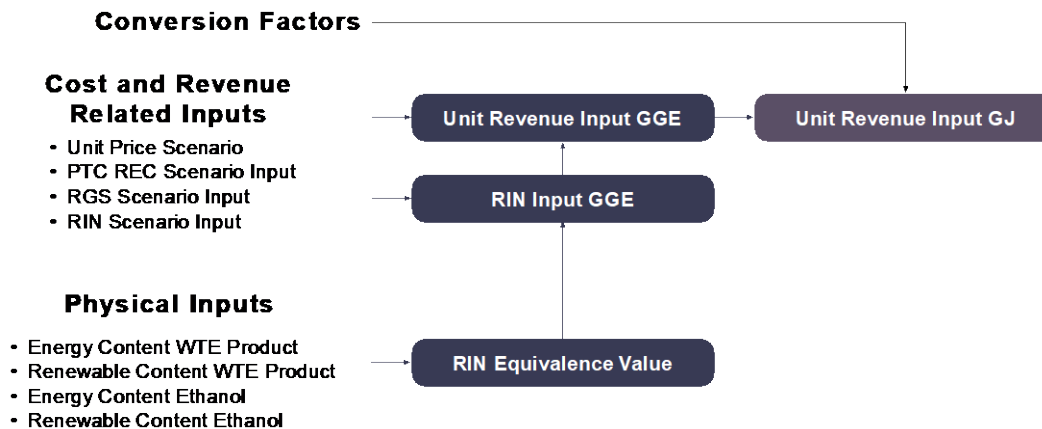 Conversion Factors
Cost and Revenue
Related Inputs
• Unit Price Scenario
• PTC REC Scenario Input
• RGS Scenario Input
• RIN Scenario Input
Unit Revenue Input GGE
Unit Revenue Input GJ
RIN Input GGE
Physical Inputs
• Energy Content WTE Product
• Renewable Content WTE Product
• Energy Content Ethanol
• Renewable Content Ethanol
RIN Equivalence Value